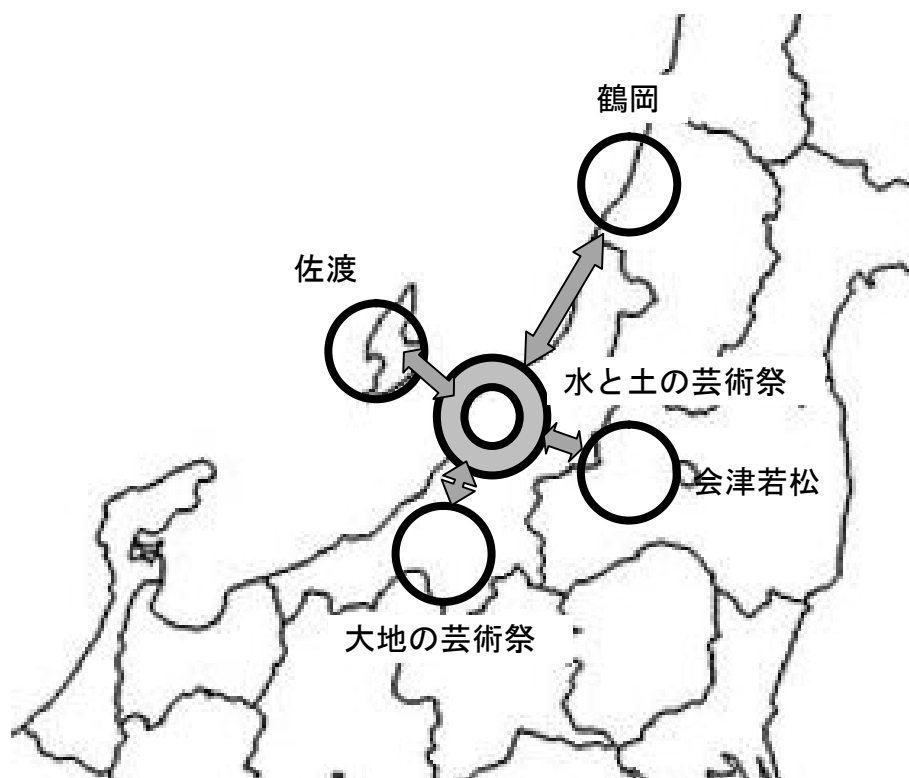 鶴岡
佐渡
水と土の芸術祭
会津若松
大地の芸術祭